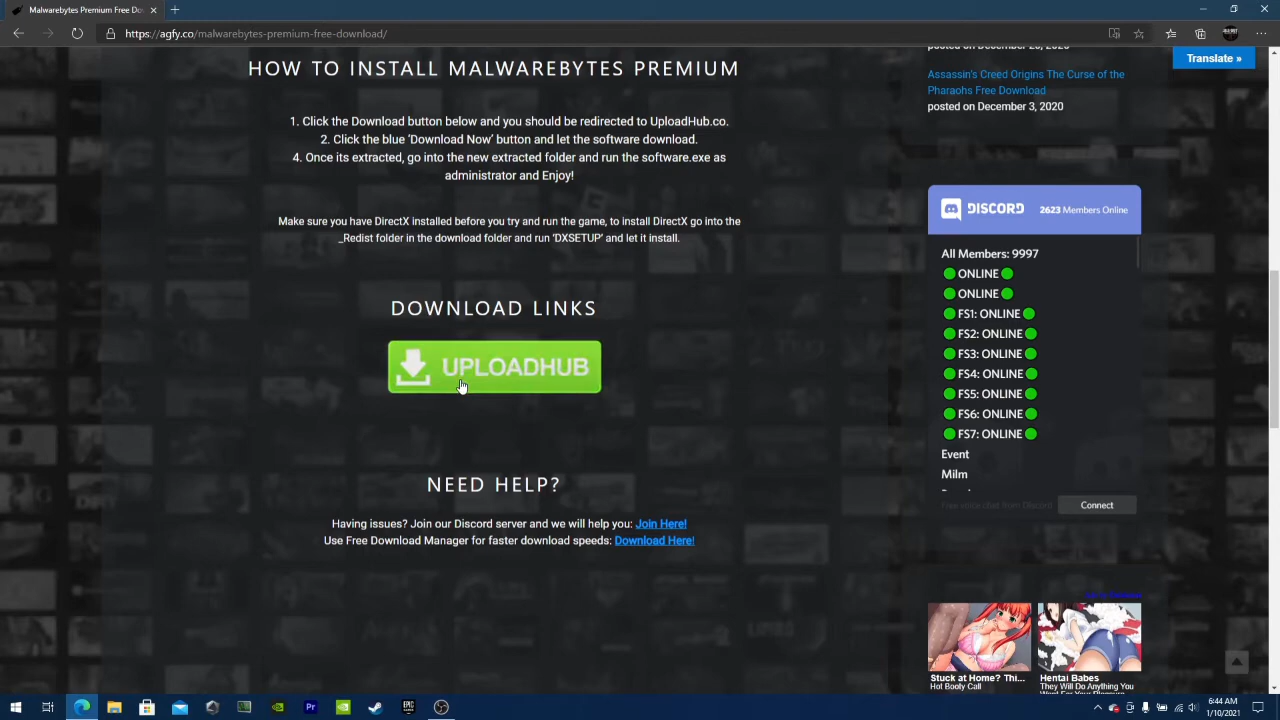 Malwarebytes Premium Free Do
https://agfy.co/malwarebytes-premium-free-download/
Translate »
HOW TO INSTALL MALWAREBYTES PREMIUM
1. Click the Download button below and you should be redirected to UploadHub.co.
2. Click the blue ‘Download Now’ button and let the software download.
4. Once its extracted, go into the new extracted folder and run the software.exe as
administrator and Enjoy!
Make sure you have DirectX installed before you try and run the game, to install DirectX go into the
_Redist folder in the download folder and run ‘DXSETUP’ and let it install.
DOWNLOAD LINKS
UPLOADHUB
NEED HELP?
Having issues? Join our Discord server and we will help you: Join Here!
Use Free Download Manager for faster download speeds: Download Here!
Assassin's Creed Origins The Curse of the
Pharaohs Free Download
posted on December 3, 2020
DISCORD 2623 Members Online
All Members: 9997
ONLINE
ONLINE
FS1: ONLINE
FS2: ONLINE
FS3: ONLINE
FS4: ONLINE
FS5: ONLINE
FS6: ONLINE
FS7: ONLINE
Event
Milm
Free voice chat from Discord
Connect
Stuck at Home? Thi...
Hot Booty Call
Hentai Babes
They Will Do Anything You
6:44 AM
1/10/2021